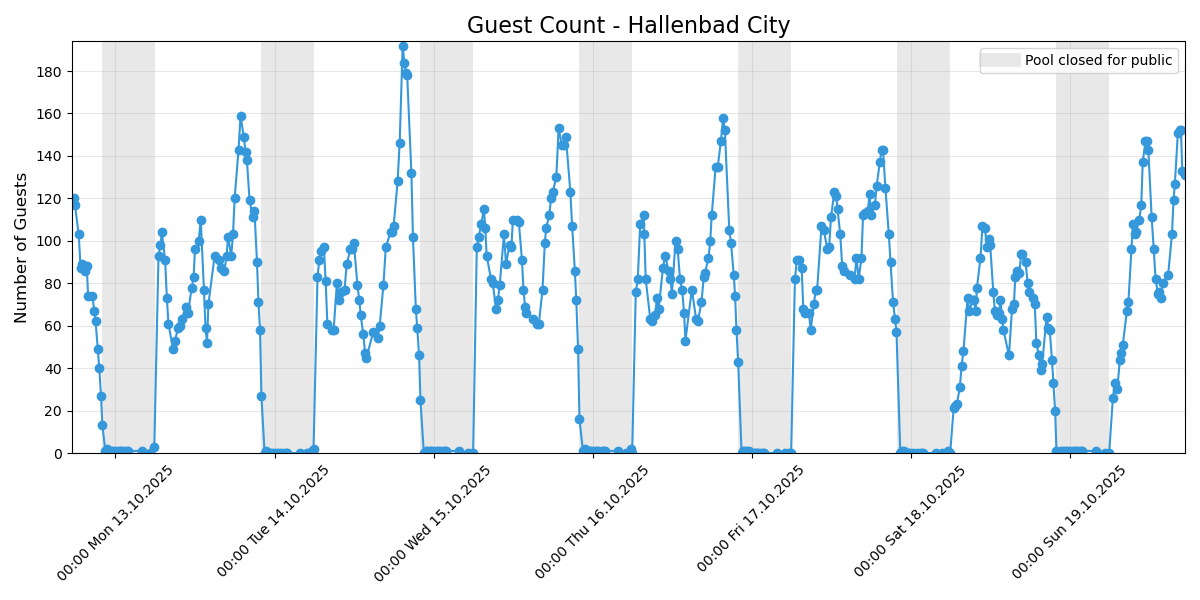 Guest Count - Hallenbad City
Pool closed for public
Number of Guests
180
160
140
120
100
80
60
40
20
0
00:00 Mon 13.10.2025
00:00 Tue 14.10.2025
00:00 Wed 15.10.2025
00:00 Thu 16.10.2025
00:00 Fri 17.10.2025
00:00 Sat 18.10.2025
00:00 Sun 19.10.2025